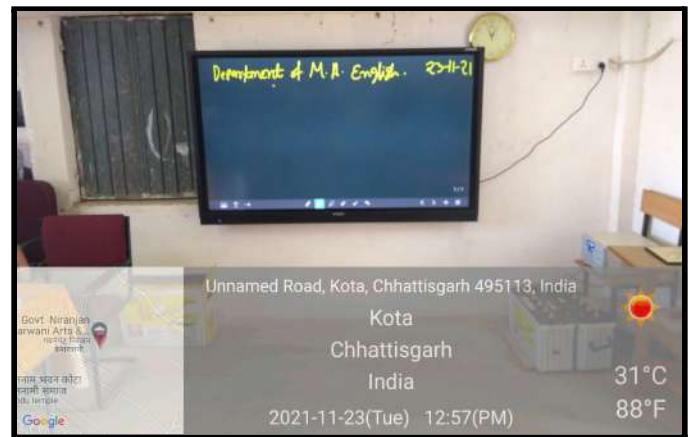 Department of M.A. English. 23-11-21
Unnamed Road, Kota, Chhattisgarh 495113, India
Kota
Chhattisgarh
India
2021-11-23(Tue) 12:57(PM)
31°C
88°F
Govt. Niranjan
arwani Arts &...
Google